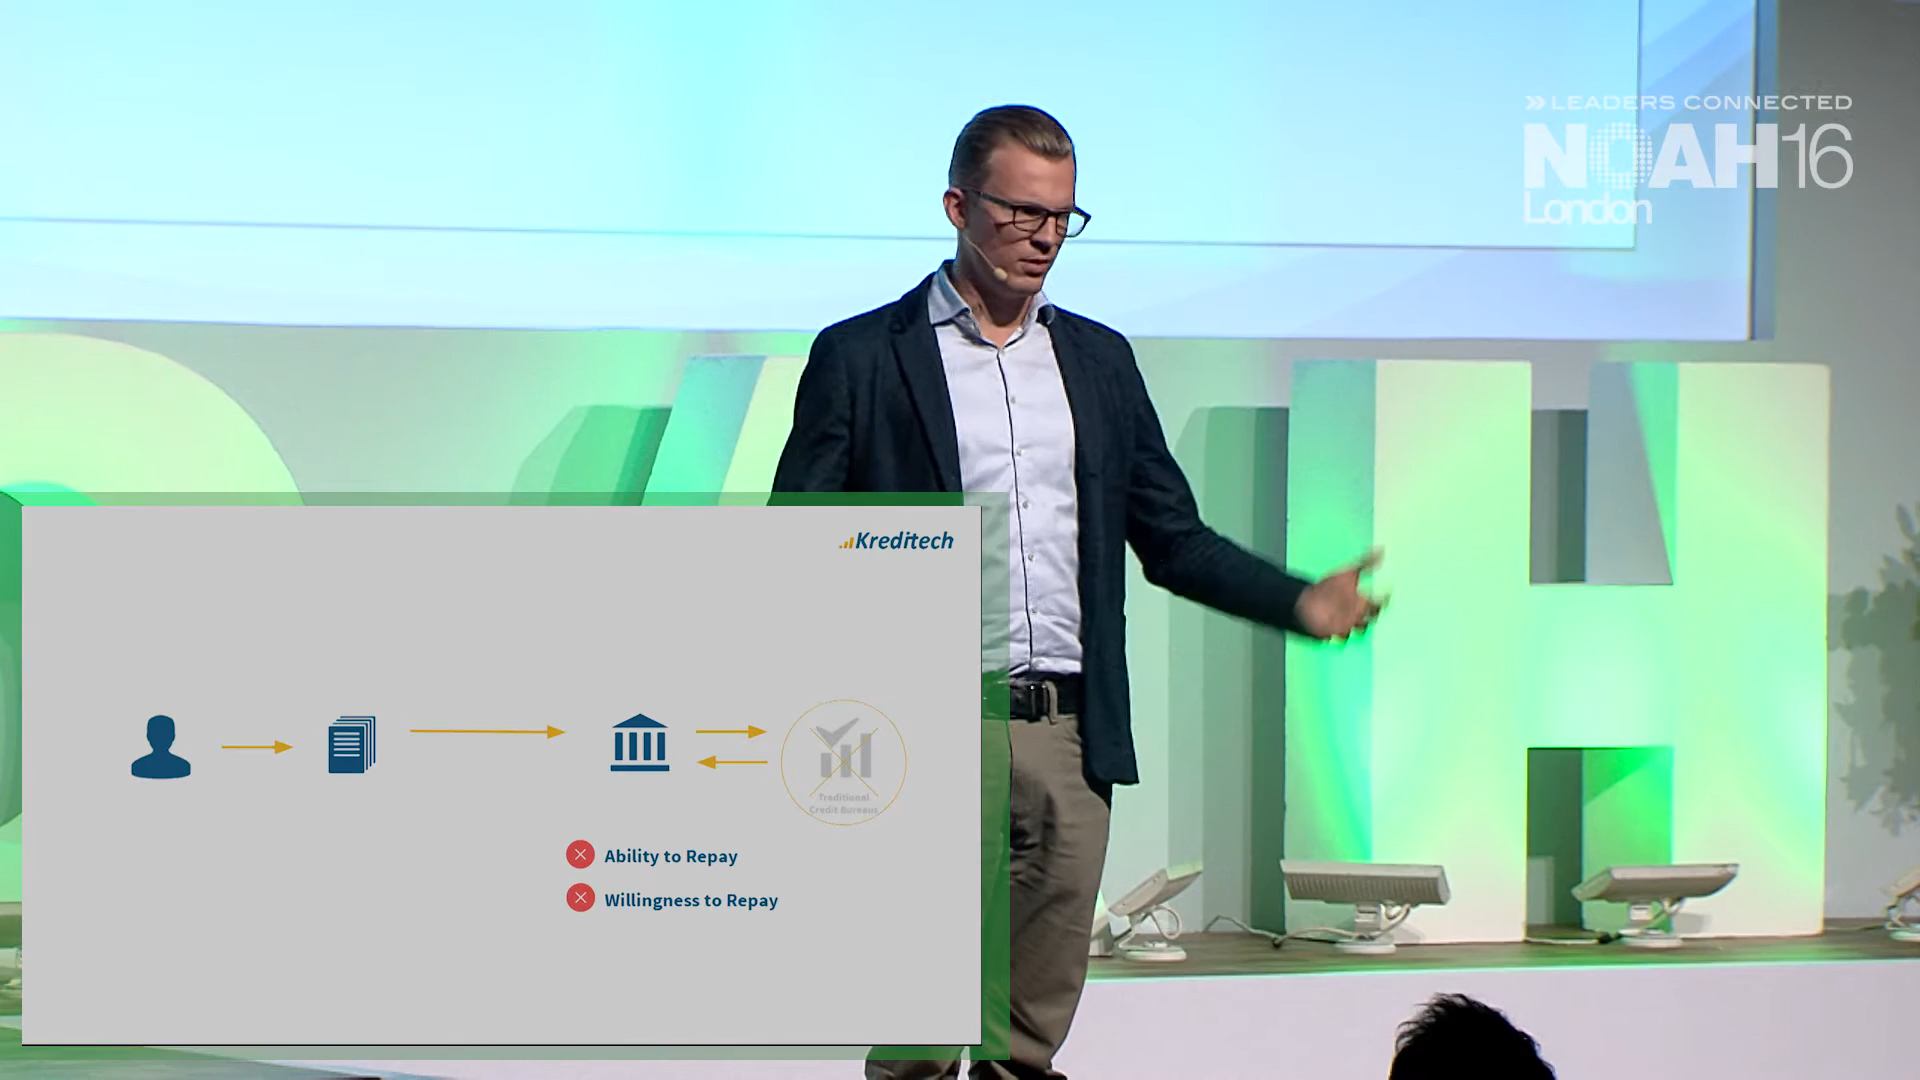 LEADERS CONNECTED
NOAH16
London
Kreditech
Traditional
Credit Bureaus
Ability to Repay
Willingness to Repay